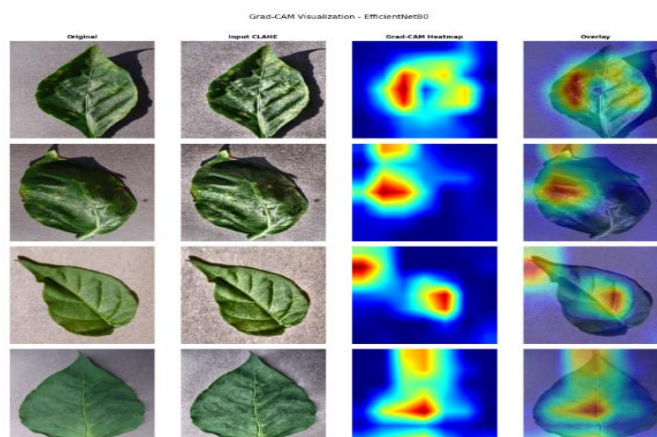 Grad-CAM Visualization - EfficientNetB0
Original Input CLAHE Grad-CAM Heatmap Overlay